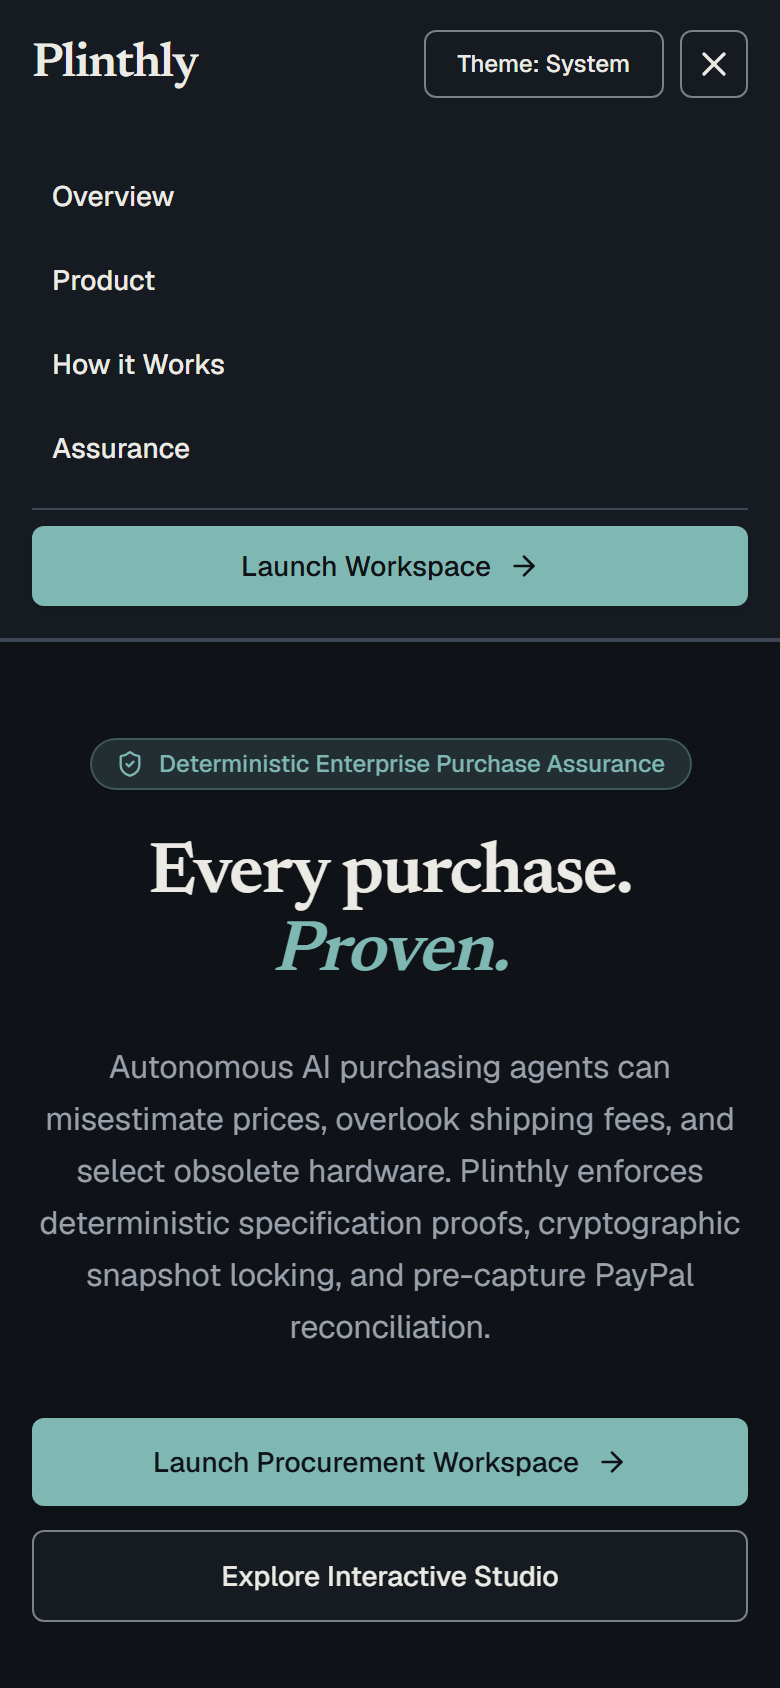 Plinthly
Theme: System
Overview
Product
How it Works
Assurance
Launch Workspace
Deterministic Enterprise Purchase Assurance
Every purchase.
Proven.
Autonomous AI purchasing agents can
misestimate prices, overlook shipping fees, and
select obsolete hardware. Plinthly enforces
deterministic specification proofs, cryptographic
snapshot locking, and pre-capture PayPal
reconciliation.
Launch Procurement Workspace
Explore Interactive Studio